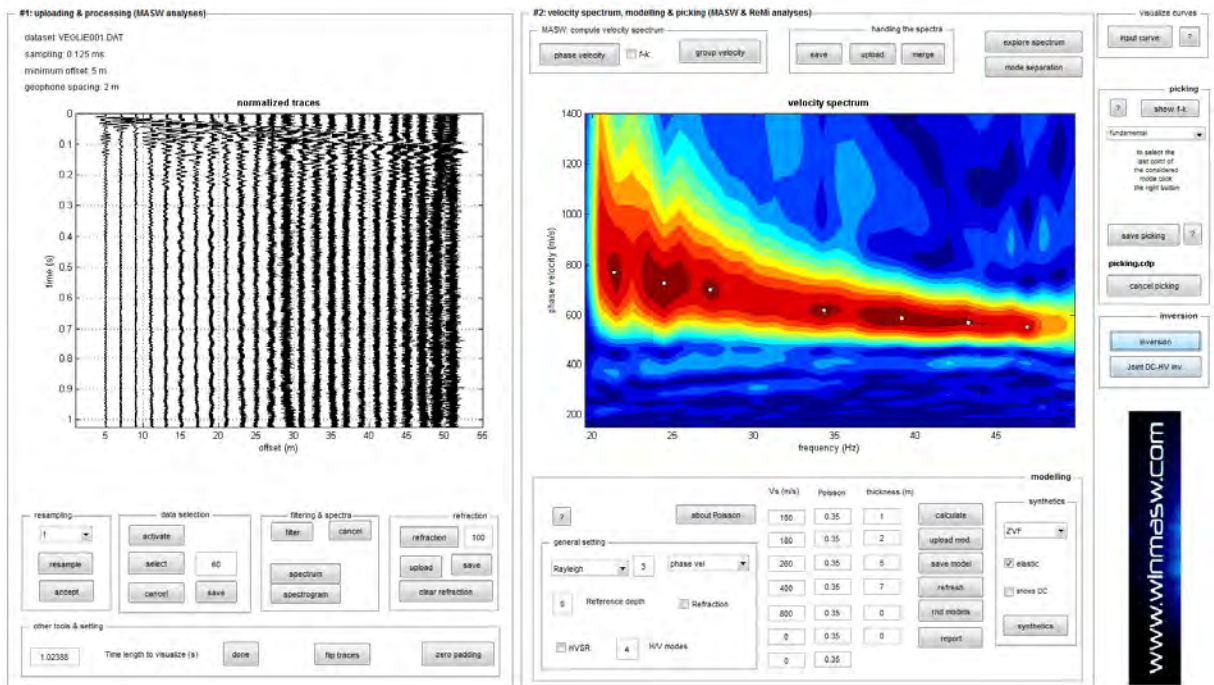 #1: uploading & processing (MASW analyses)
dataset: VEGLIE001.DAT
sampling: 0.125 ms
minimum offset: 5 m
geophone spacing: 2 m
normalized traces
0
0.1
0.2
0.3
0.4
0.5
0.6
0.7
0.8
0.9
1
time (s)
5 10 15 20 25 30 35 40 45 50 55
offset (m)
resampling
1
resample
accept
data selection
activate
select 60
cancel save
filtering & spectra
filter cancel
spectrum
spectrogram
refraction
refraction 100
upload save
clear refraction
other tools & setting
1.02388 Time length to visualize (s) done flip traces zero padding
#2: velocity spectrum, modelling & picking (MASW & ReMi analyses)
MASW: compute velocity spectrum
phase velocity f-k group velocity
handing the spectra
save upload merge
explore spectrum
mode separation
velocity spectrum
1400
1200
1000
800
600
400
200
phase velocity (m/s)
20 25 30 35 40 45
frequency (Hz)
modelling
? about Poisson
general setting
Rayleigh 3 phase vel
Reference depth Refraction
HVSR 4 H/V modes
Vs (m/s) Poisson thickness (m)
180 0.35 1
180 0.35 2
260 0.35 5
400 0.35 7
800 0.35 0
0 0.35 0
0 0.35
calculate
upload mod.
save model
refresh
rnd models
report
synthetics
ZVF
elastic
shows DC
synthetics
visualize curves
input curve ?
picking
? show f-k
fundamental
to select the
last point of
the considered
mode click
the right button
save picking ?
picking.cdp
cancel picking
inversion
inversion
Joint DC-HV inv.
www.winmasw.com